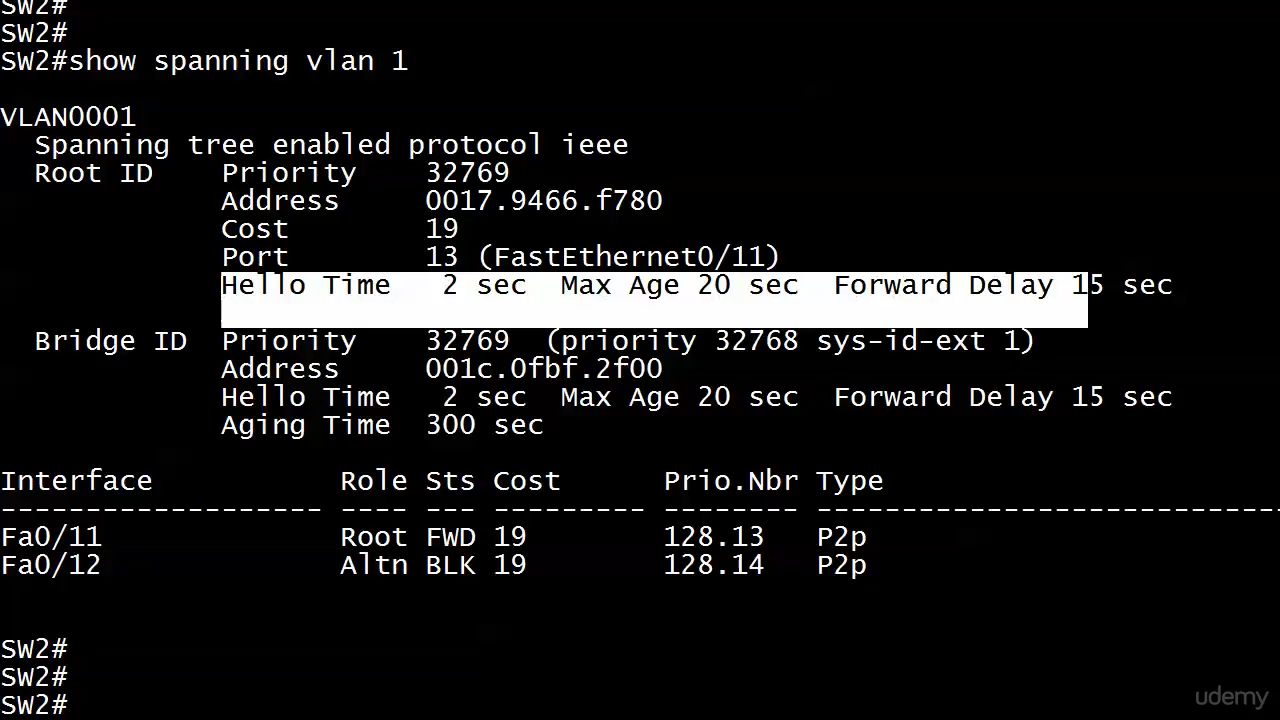 SW2#
SW2#
SW2#show spanning vlan 1
VLAN0001
Spanning tree enabled protocol ieee
Root ID Priority 32769
Address 0017.9466.f780
Cost 19
Port 13 (FastEthernet0/11)
Hello Time 2 sec Max Age 20 sec Forward Delay 15 sec
Bridge ID Priority 32769 (priority 32768 sys-id-ext 1)
Address 001c.0fbf.2f00
Hello Time 2 sec Max Age 20 sec Forward Delay 15 sec
Aging Time 300 sec
Interface Role Sts Cost Prio.Nbr Type
------------------- ---- --- --------- -------- ----------------------------
Fa0/11 Root FWD 19 128.13 P2p
Fa0/12 Altn BLK 19 128.14 P2p
SW2#
SW2#
SW2#
udemy